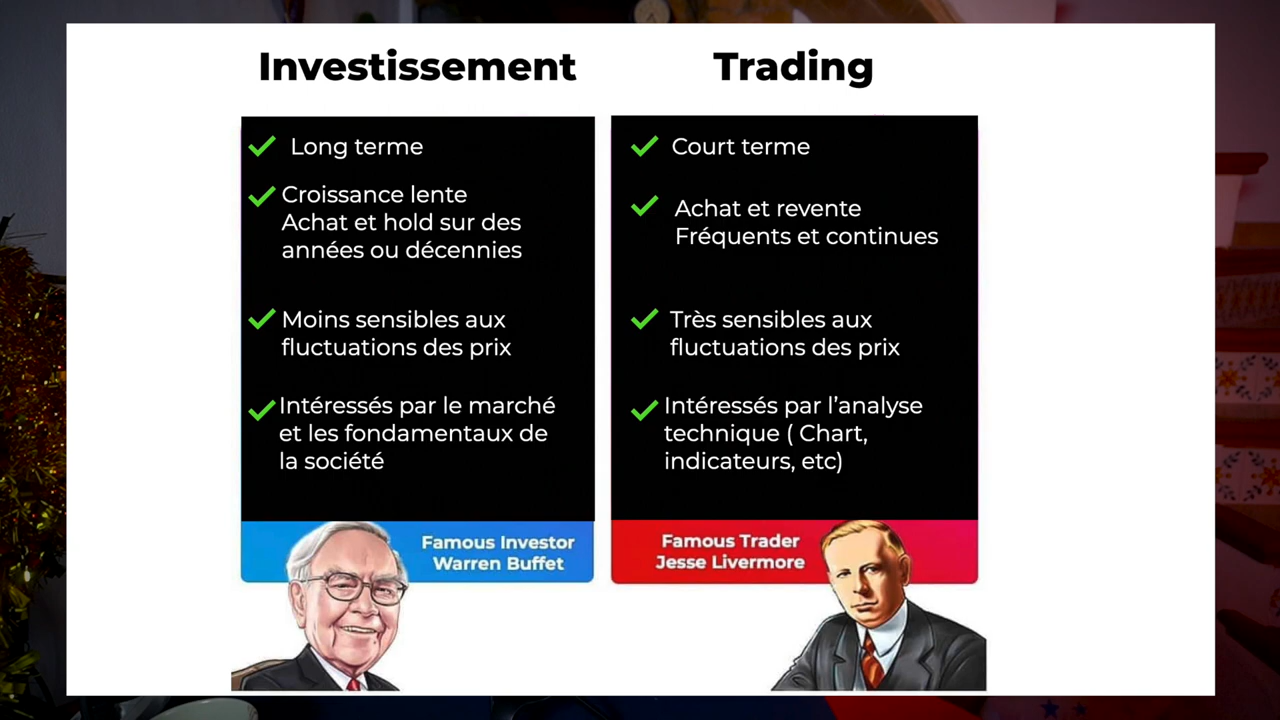 Investissement
Long terme
Croissance lente
Achat et hold sur des
années ou décennies
Moins sensibles aux
fluctuations des prix
Intéressés par le marché
et les fondamentaux de
la société
Famous Investor
Warren Buffet
Trading
Court terme
Achat et revente
Fréquents et continues
Très sensibles aux
fluctuations des prix
Intéressés par l’analyse
technique ( Chart,
indicateurs, etc)
Famous Trader
Jesse Livermore